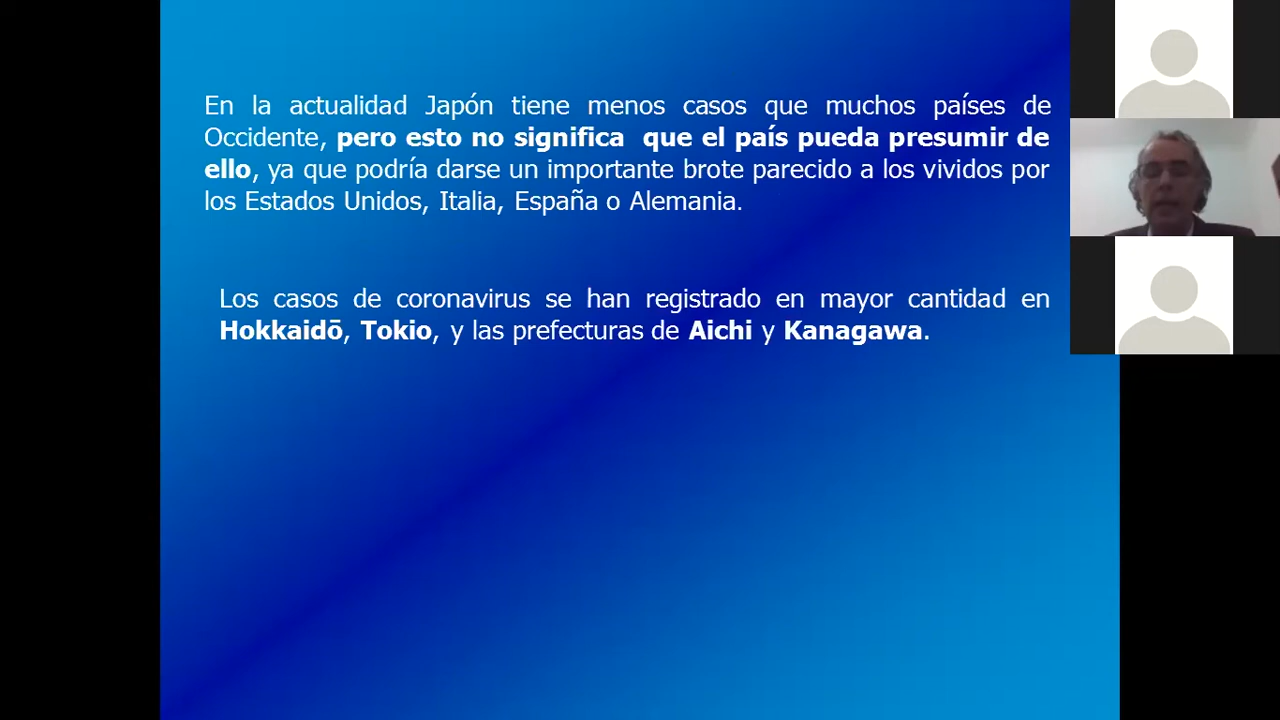 En la actualidad Japón tiene menos casos que muchos países de
Occidente, pero esto no significa  que el país pueda presumir de
ello, ya que podría darse un importante brote parecido a los vividos por
los Estados Unidos, Italia, España o Alemania.
Los casos de coronavirus se han registrado en mayor cantidad en
Hokkaidō, Tokio, y las prefecturas de Aichi y Kanagawa.